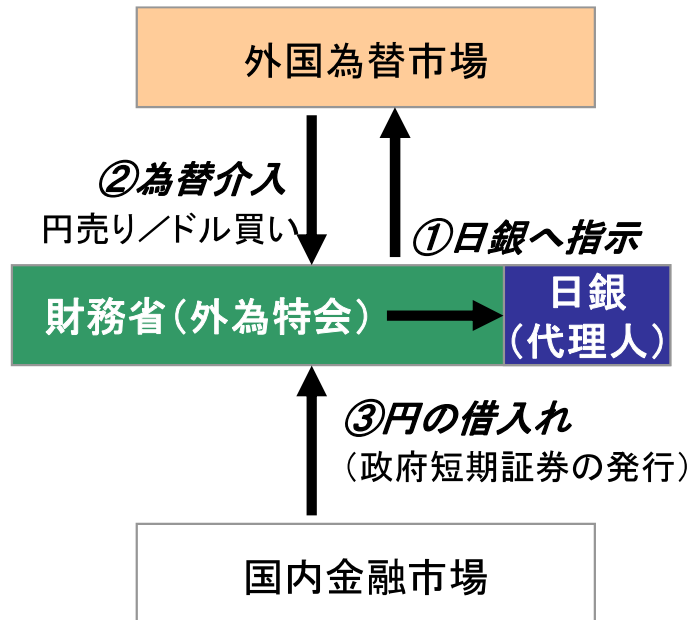 外国為替市場
②為替介入
円売り／ドル買い
①日銀へ指示
財務省（外為特会）
日銀
（代理人）
③円の借入れ
（政府短期証券の発行）
国内金融市場